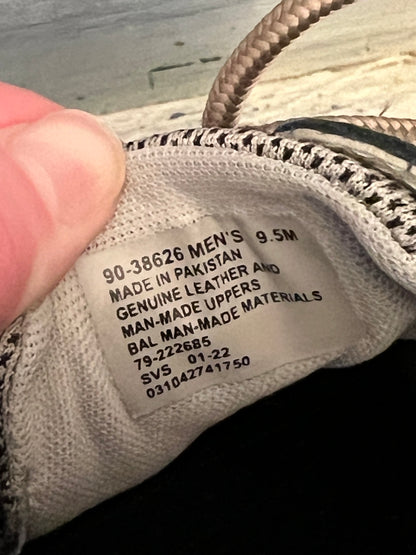 90-38626 MEN'S 9.5M
MADE IN PAKISTAN
GENUINE LEATHER AND
MAN-MADE UPPERS
BAL MAN-MADE MATERIALS
79-222685
SVS 01-22
031042741750